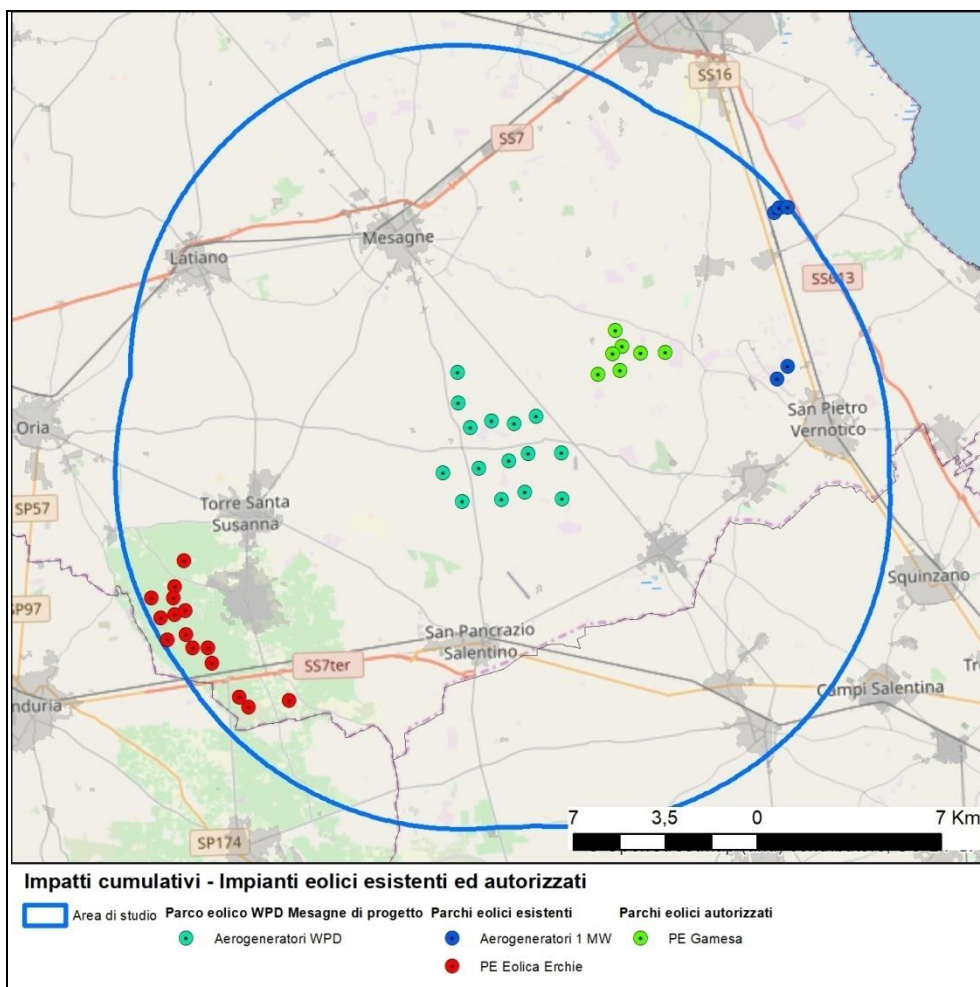 SS16
SS7
Mesagne
Latiano
SS613
San Pietro
Vernotico
Oria
SP57
Torre Santa
Susanna
Squinzano
SP97
San Pancrazio
Salentino
SS7ter
Campi Salentina
nduria
SP174
7 3,5 0 7 Km
Impatti cumulativi - Impianti eolici esistenti ed autorizzati
Area di studio Parco eolico WPD Mesagne di progetto Parchi eolici esistenti Parchi eolici autorizzati
Aerogeneratori WPD Aerogeneratori 1 MW PE Gamesa
PE Eolica Erchie